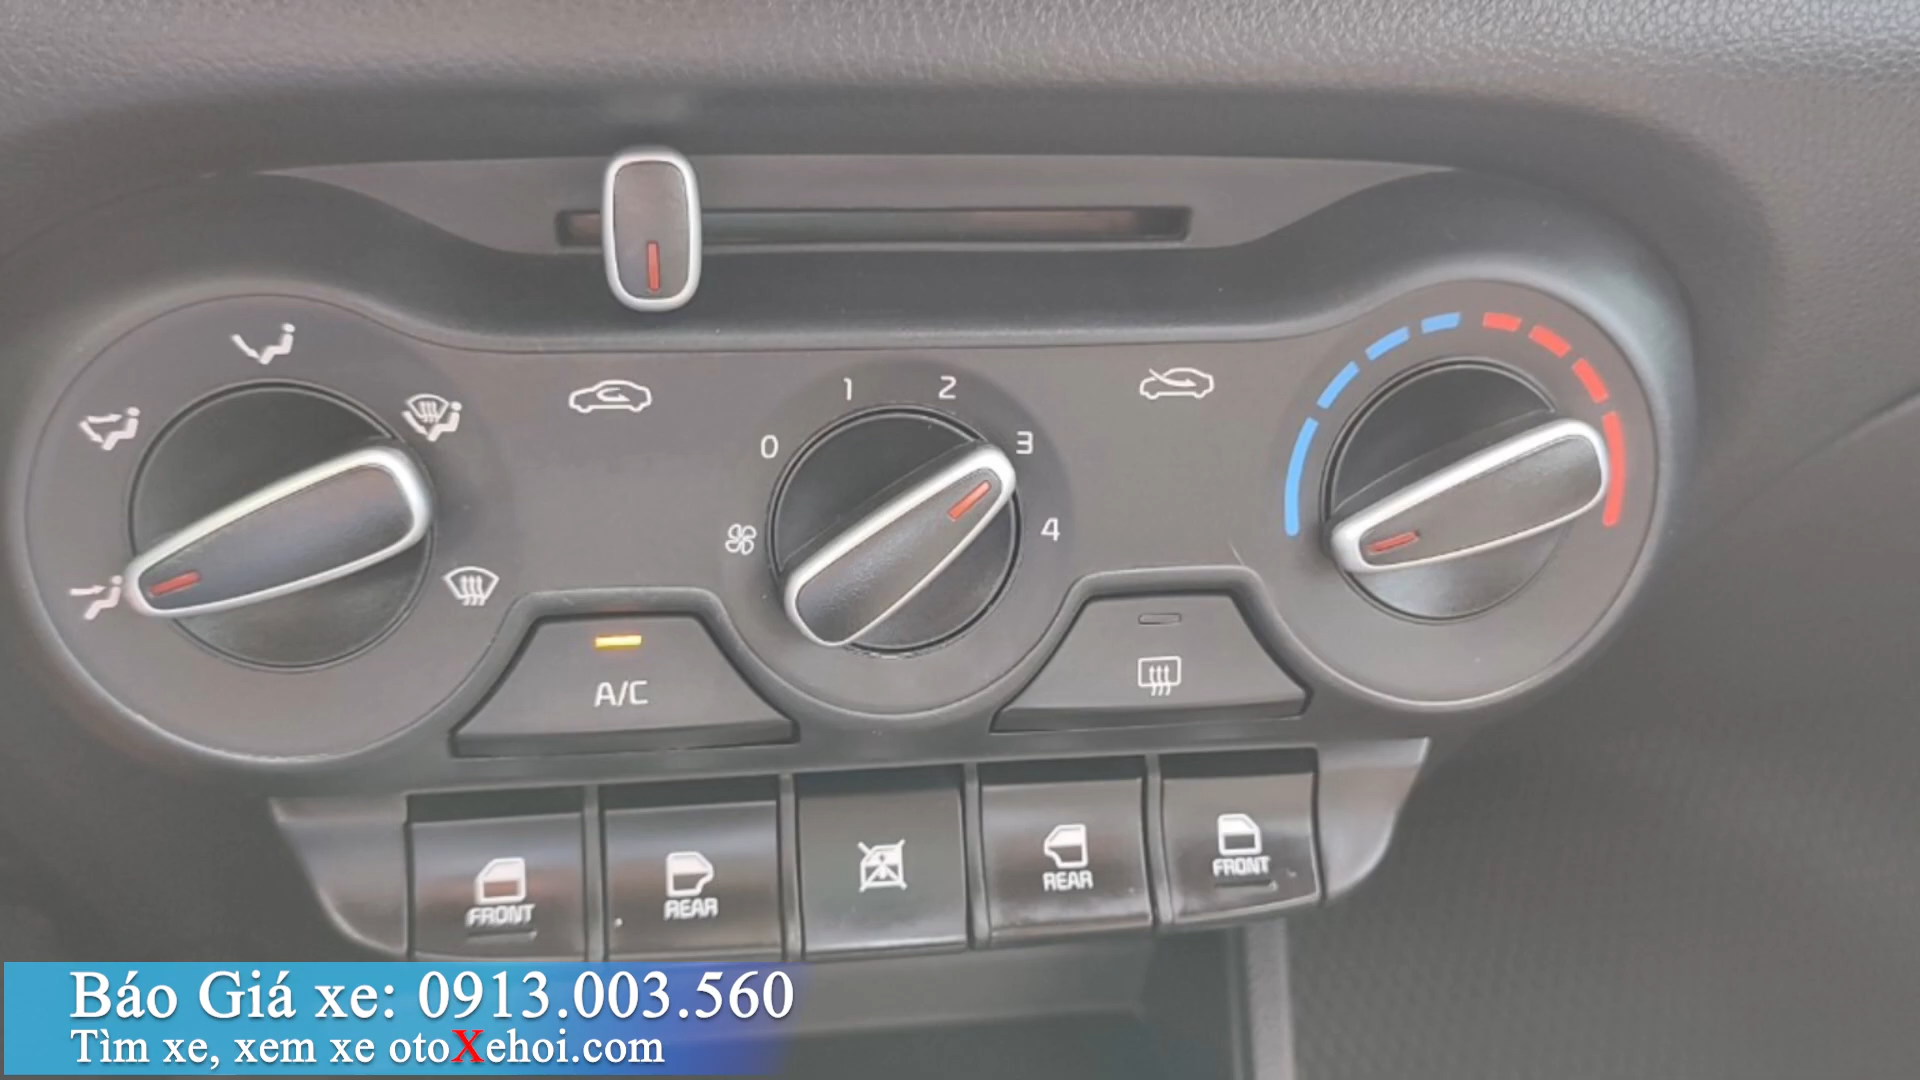 1 2
0 3
4
A/C
FRONT REAR REAR FRONT
Báo Giá xe: 0913.003.560
Tìm xe, xem xe otoXehoi.com